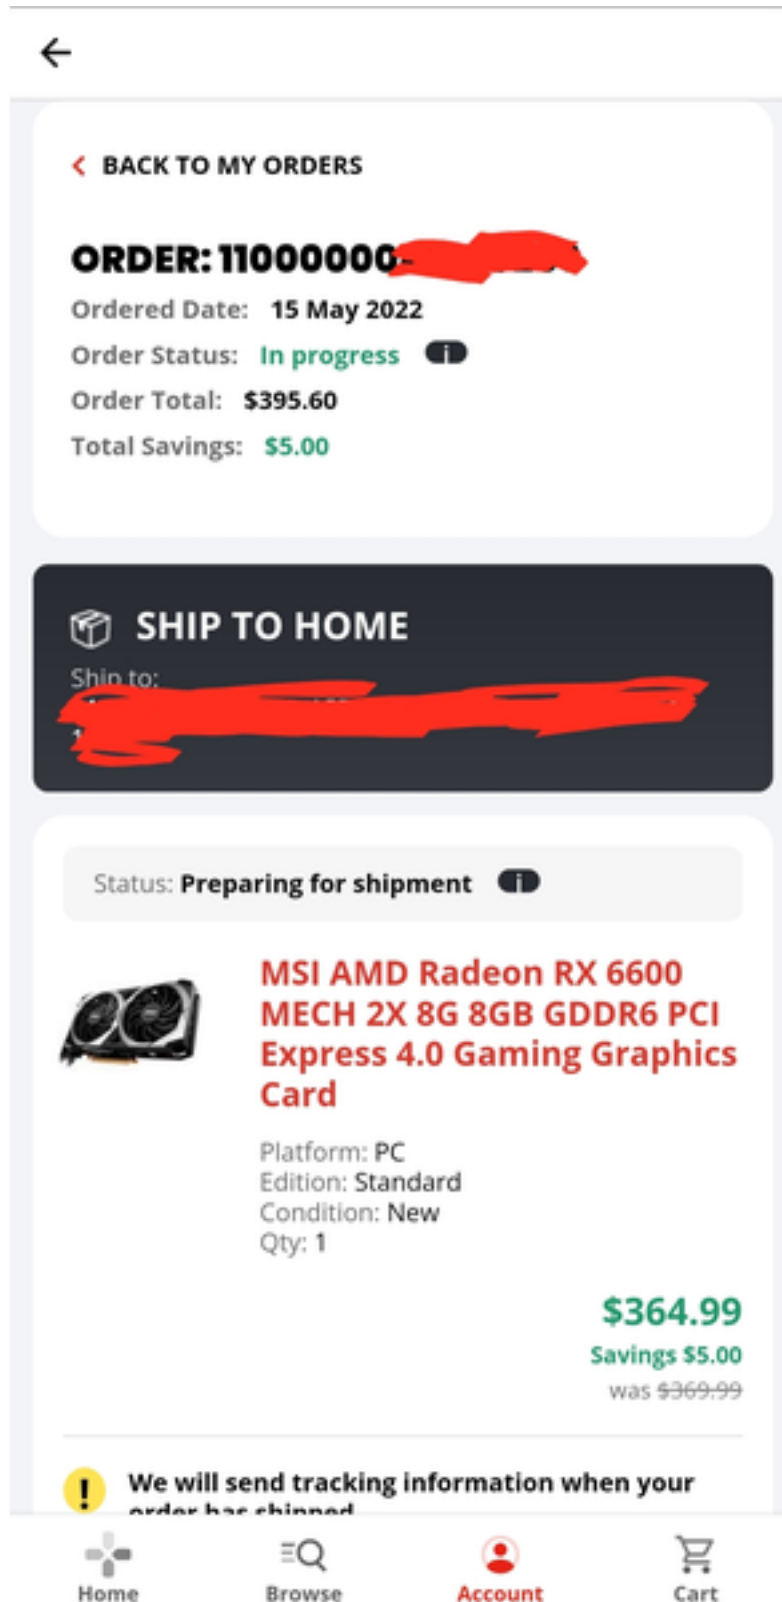 BACK TO MY ORDERS
ORDER: 11000000
Ordered Date: 15 May 2022
Order Status: In progress
Order Total: $395.60
Total Savings: $5.00
SHIP TO HOME
Ship to:
Status: Preparing for shipment
MSI AMD Radeon RX 6600
MECH 2X 8G 8GB GDDR6 PCI
Express 4.0 Gaming Graphics
Card
Platform: PC
Edition: Standard
Condition: New
Qty: 1
$364.99
Savings $5.00
was $369.99
We will send tracking information when your
order has shipped
Home
Browse
Account
Cart